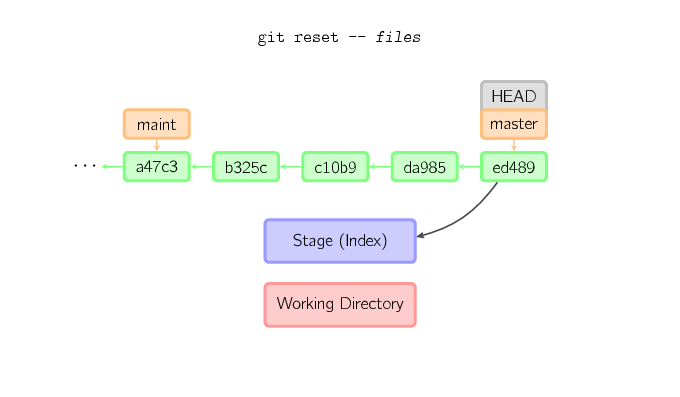 git reset -- files
HEAD
maint
master
... a47c3 b325c c10b9 da985 ed489
Stage (Index)
Working Directory